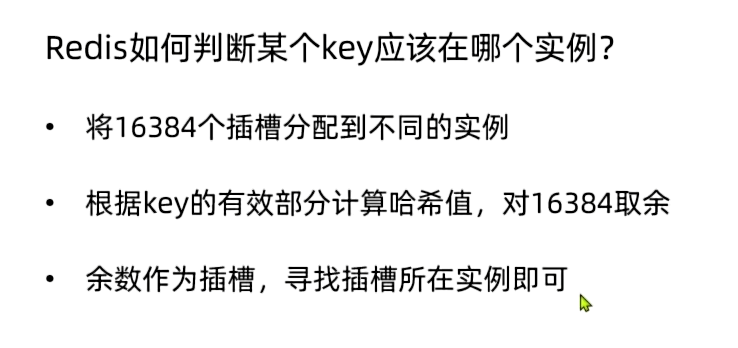 Redis如何判断某个key应该在哪个实例？
• 将16384个插槽分配到不同的实例
• 根据key的有效部分计算哈希值，对16384取余
• 余数作为插槽，寻找插槽所在实例即可